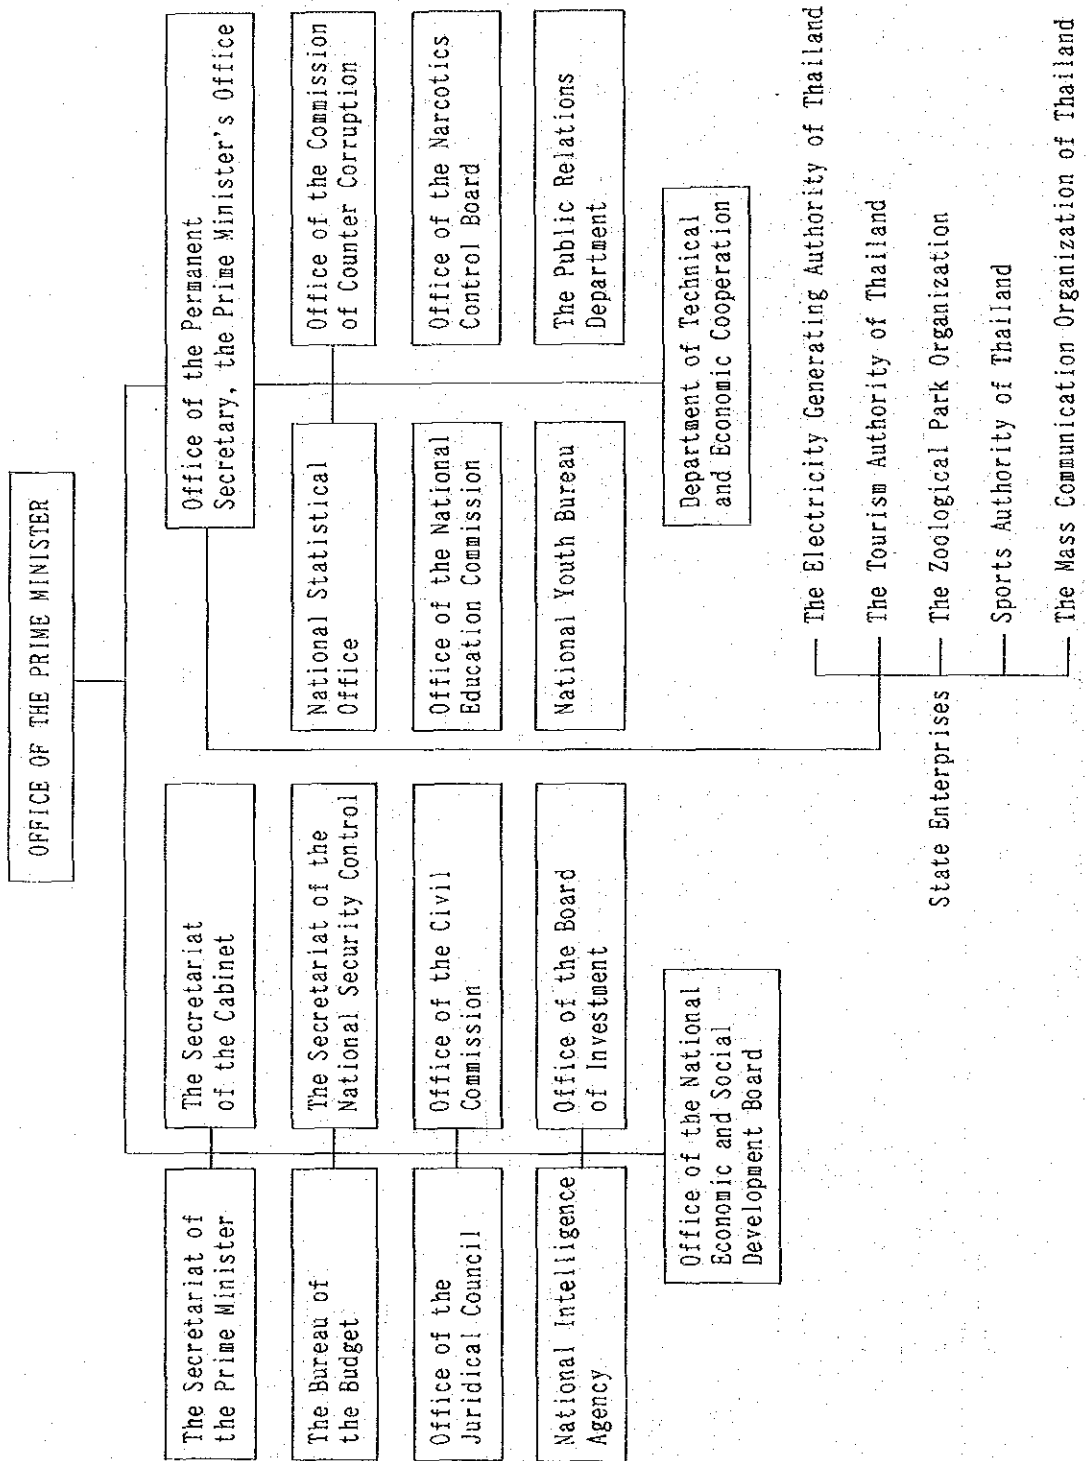 OFFICE OF THE PRIME MINISTER
The Secretariat of
the Prime Minister
The Secretariat
of the Cabinet
Office of the Permanent
Secretary, the Prime Minister's Office
The Bureau of
the Budget
The Secretariat of the
National Security Control
National Statistical
Office
Office of the Commission
of Counter Corruption
Office of the
Juridical Council
Office of the Civil
Commission
Office of the National
Education Commission
Office of the Narcotics
Control Board
National Intelligence
Agency
Office of the Board
of Investment
National Youth Bureau
The Public Relations
Department
Office of the National
Economic and Social
Development Board
Department of Technical
and Economic Cooperation
State Enterprises
The Electricity Generating Authority of Thailand
The Tourism Authority of Thailand
The Zoological Park Organization
Sports Authority of Thailand
The Mass Communication Organization of Thailand